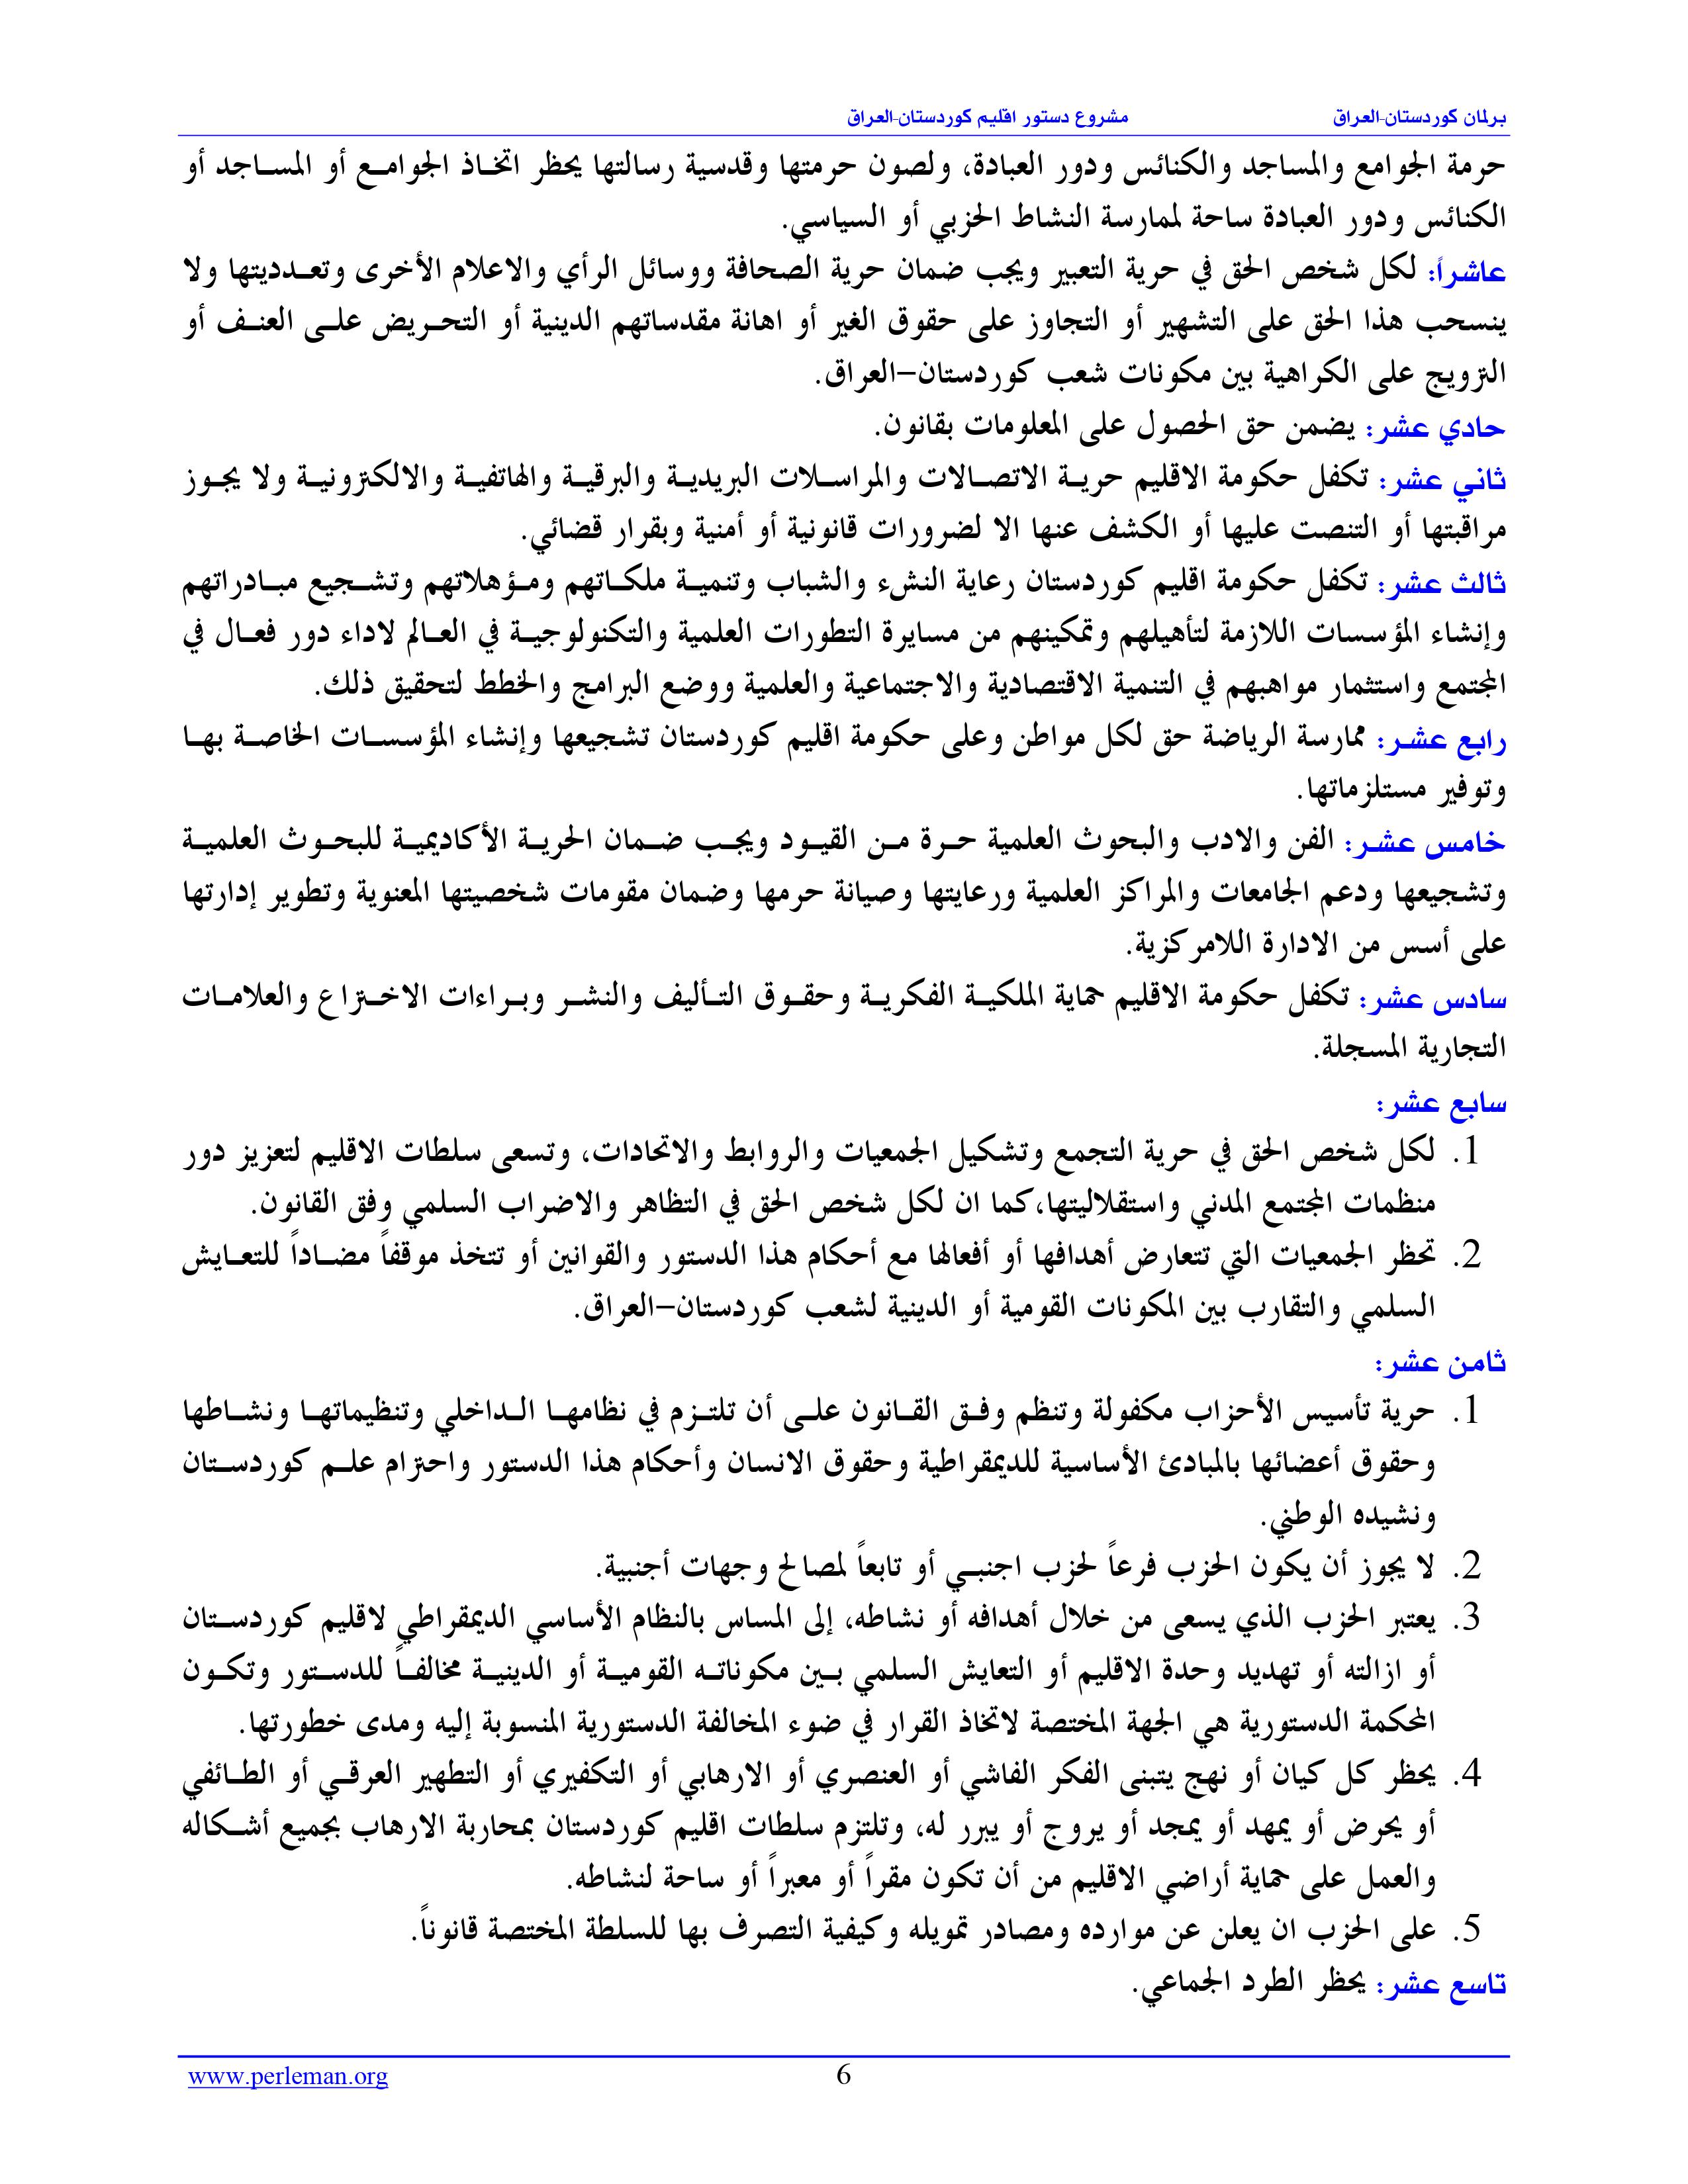 برلمان كوردستان-العراق مشروع دستور اقليم كوردستان-العراق
حرمة الجوامع والمساجد والكنائس ودور العبادة، ولصون حرمتها وقدسية رسالتها يحظر اتخاذ الجوامع أو المساجد أو
الكنائس ودور العبادة ساحة لممارسة النشاط الحزبي أو السياسي.
عاشراً: لكل شخص الحق في حرية التعبير ويجب ضمان حرية الصحافة ووسائل الرأي والاعلام الأخرى وتعدديتها ولا
ينسحب هذا الحق على التشهير أو التجاوز على حقوق الغير أو اهانة مقدساتهم الدينية أو التحريض على العنف أو
الترويج على الكراهية بين مكونات شعب كوردستان–العراق.
حادي عشر: يضمن حق الحصول على المعلومات بقانون.
ثاني عشر: تكفل حكومة الاقليم حرية الاتصالات والمراسلات البريدية والبرقية والهاتفية والالكترونية ولا يجوز
مراقبتها أو التنصت عليها أو الكشف عنها الا لضرورات قانونية أو أمنية وبقرار قضائي.
ثالث عشر: تكفل حكومة اقليم كوردستان رعاية النشء والشباب وتنمية ملكاتهم ومؤهلاتهم وتشجيع مبادراتهم
وإنشاء المؤسسات اللازمة لتأهيلهم وتمكينهم من مسايرة التطورات العلمية والتكنولوجية في العالم لاداء دور فعال في
المجتمع واستثمار مواهبهم في التنمية الاقتصادية والاجتماعية والعلمية ووضع البرامج والخطط لتحقيق ذلك.
رابع عشر: ممارسة الرياضة حق لكل مواطن وعلى حكومة اقليم كوردستان تشجيعها وإنشاء المؤسسات الخاصة بها
وتوفير مستلزماتها.
خامس عشر: الفن والادب والبحوث العلمية حرة من القيود ويجب ضمان الحرية الأكاديمية للبحوث العلمية
وتشجيعها ودعم الجامعات والمراكز العلمية ورعايتها وصيانة حرمها وضمان مقومات شخصيتها المعنوية وتطوير إدارتها
على أسس من الادارة اللامركزية.
سادس عشر: تكفل حكومة الاقليم حماية الملكية الفكرية وحقوق التأليف والنشر وبراءات الاختراع والعلامات
التجارية المسجلة.
سابع عشر:
1. لكل شخص الحق في حرية التجمع وتشكيل الجمعيات والروابط والاتحادات، وتسعى سلطات الاقليم لتعزيز دور
منظمات المجتمع المدني واستقلاليتها،كما ان لكل شخص الحق في التظاهر والاضراب السلمي وفق القانون.
2. تحظر الجمعيات التي تتعارض أهدافها أو أفعالها مع أحكام هذا الدستور والقوانين أو تتخذ موقفاً مضاداً للتعايش
السلمي والتقارب بين المكونات القومية أو الدينية لشعب كوردستان–العراق.
ثامن عشر:
1. حرية تأسيس الأحزاب مكفولة وتنظم وفق القانون على أن تلتزم في نظامها الداخلي وتنظيماتها ونشاطها
وحقوق أعضائها بالمبادئ الأساسية للديمقراطية وحقوق الانسان وأحكام هذا الدستور واحترام علم كوردستان
ونشيده الوطني.
2. لا يجوز أن يكون الحزب فرعاً لحزب اجنبي أو تابعاً لمصالح وجهات أجنبية.
3. يعتبر الحزب الذي يسعى من خلال أهدافه أو نشاطه، إلى المساس بالنظام الأساسي الديمقراطي لاقليم كوردستان
أو ازالته أو تهديد وحدة الاقليم أو التعايش السلمي بين مكوناته القومية أو الدينية مخالفاً للدستور وتكون
المحكمة الدستورية هي الجهة المختصة لاتخاذ القرار في ضوء المخالفة الدستورية المنسوبة إليه ومدى خطورتها.
4. يحظر كل كيان أو نهج يتبنى الفكر الفاشي أو العنصري أو الارهابي أو التكفيري أو التطهير العرقي أو الطائفي
أو يحرض أو يمهد أو يمجد أو يروج أو يبرر له، وتلتزم سلطات اقليم كوردستان بمحاربة الارهاب بجميع أشكاله
والعمل على حماية أراضي الاقليم من أن تكون مقراً أو معبراً أو ساحة لنشاطه.
5. على الحزب ان يعلن عن موارده ومصادر تمويله وكيفية التصرف بها للسلطة المختصة قانوناً.
تاسع عشر: يحظر الطرد الجماعي.
www.perleman.org 6